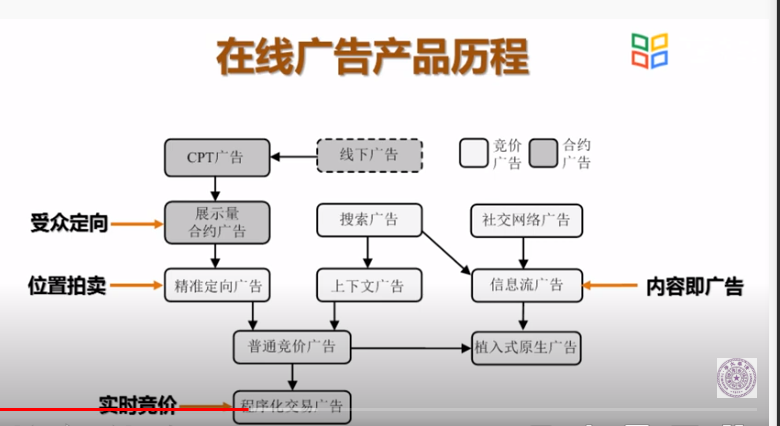 在线广告产品历程
CPT广告
线下广告
竞价
广告
合约
广告
受众定向
展示量
合约广告
搜索广告
社交网络广告
位置拍卖
精准定向广告
上下文广告
信息流广告
内容即广告
普通竞价广告
植入式原生广告
实时竞价
程序化交易广告